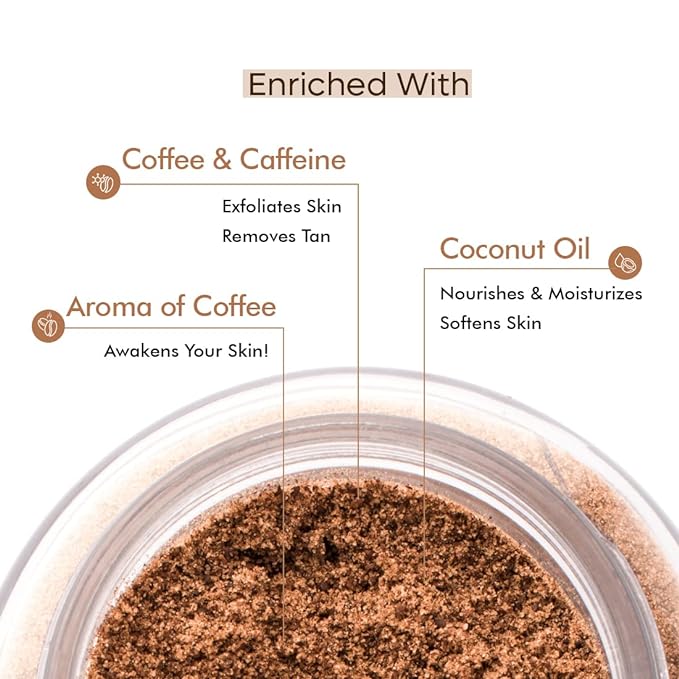 Enriched With
Coffee & Caffeine
Exfoliates Skin
Removes Tan
Coconut Oil
Nourishes & Moisturizes
Softens Skin
Aroma of Coffee
Awakens Your Skin!